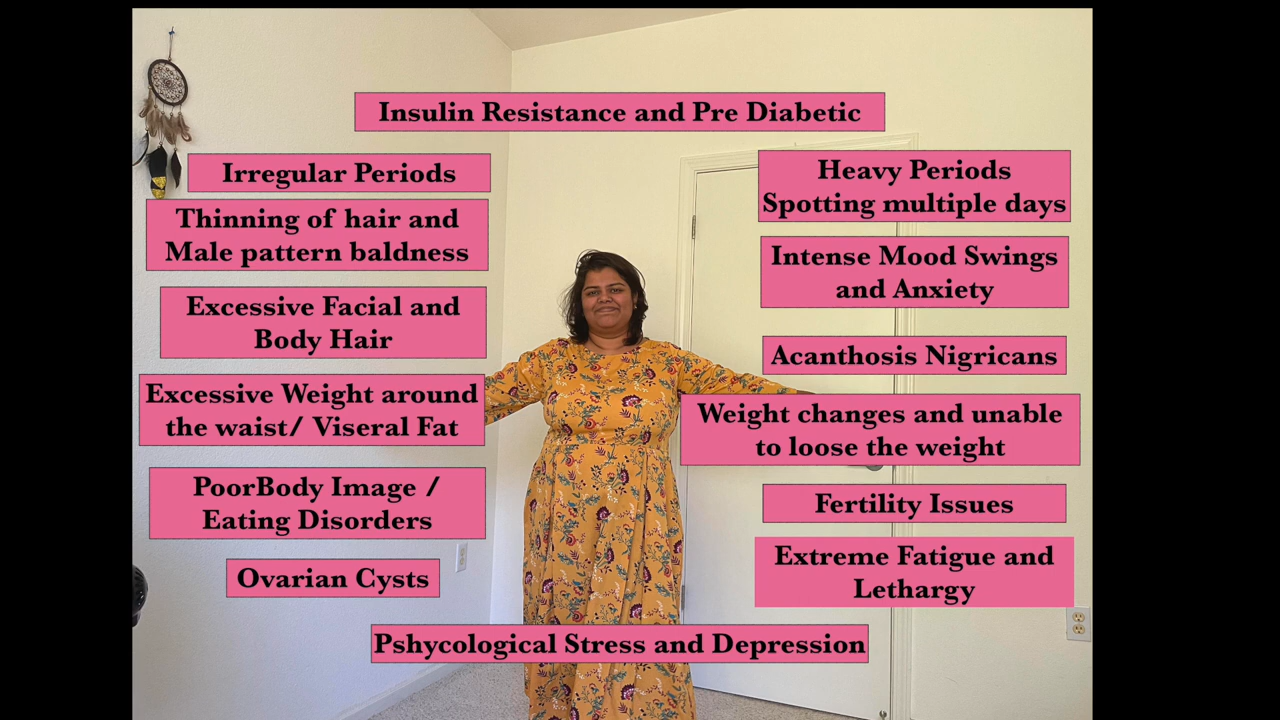 Insulin Resistance and Pre Diabetic
Irregular Periods
Thinning of hair and
Male pattern baldness
Excessive Facial and
Body Hair
Excessive Weight around
the waist/ Viseral Fat
PoorBody Image /
Eating Disorders
Ovarian Cysts
Heavy Periods
Spotting multiple days
Intense Mood Swings
and Anxiety
Acanthosis Nigricans
Weight changes and unable
to loose the weight
Fertility Issues
Extreme Fatigue and
Lethargy
Pshycological Stress and Depression